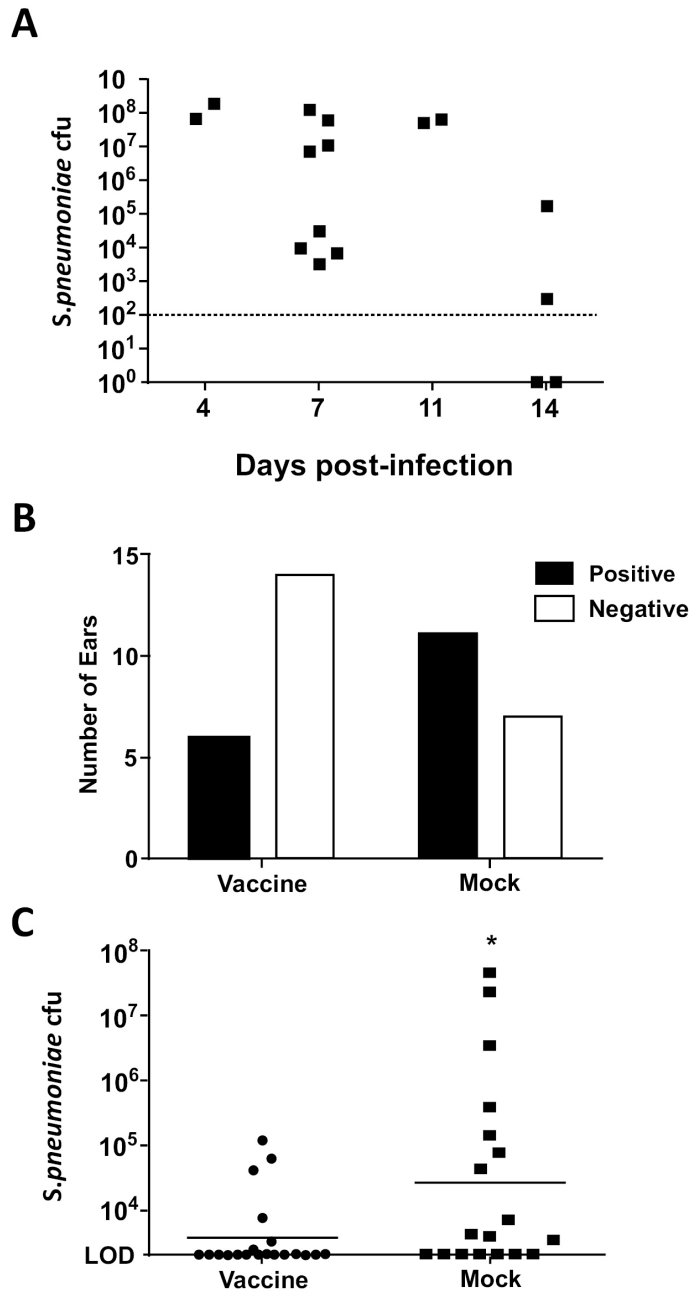 A
S.pneumoniae cfu
10
10⁸
10⁷
10⁶
10⁵
10⁴
10³
10²
10¹
10⁰
4 7 11 14
Days post-infection
B
Number of Ears
15
10
5
0
Positive
Negative
Vaccine Mock
C
S.pneumoniae cfu
10⁸
10⁷
10⁶
10⁵
10⁴
LOD
*
Vaccine Mock